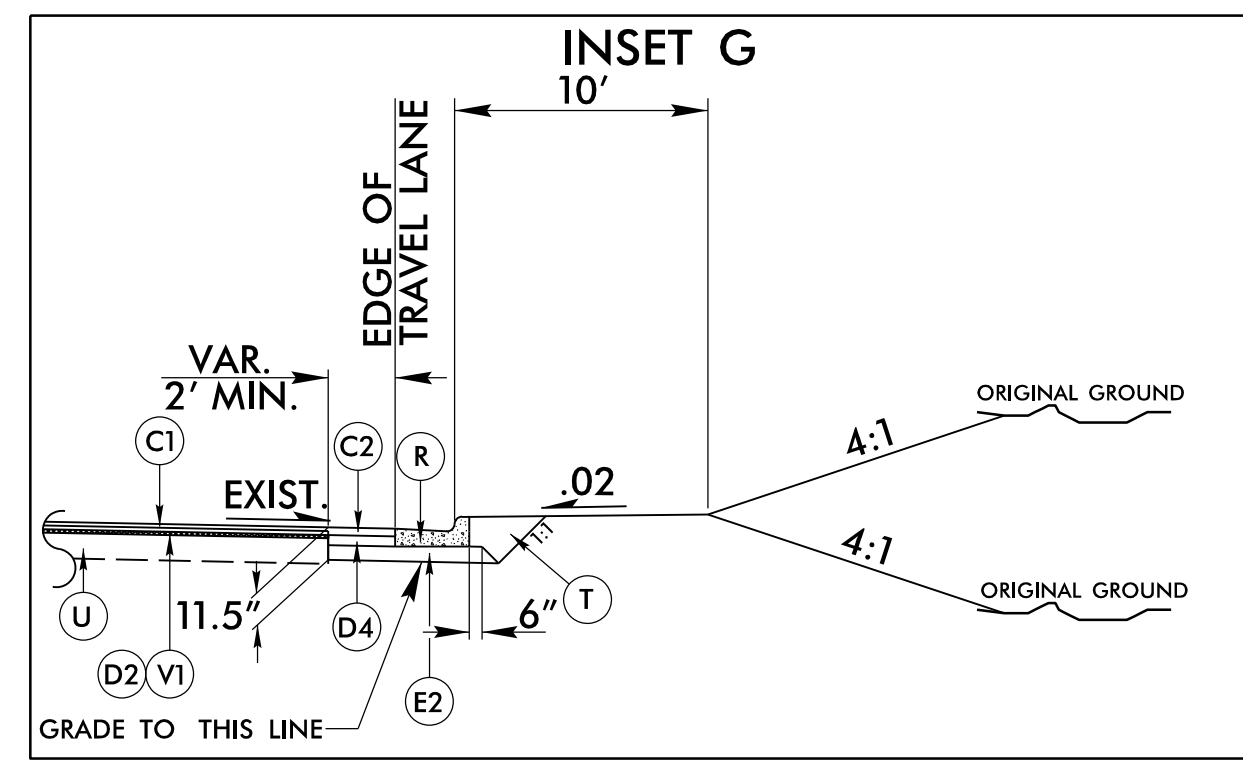 INSET G
10'
EDGE OF
TRAVEL LANE
VAR.
2' MIN.
C1
C2
R
EXIST.
.02
4:1
ORIGINAL GROUND
1:1
4:1
ORIGINAL GROUND
U
11.5"
D4
6"
T
D2
V1
E2
GRADE TO THIS LINE